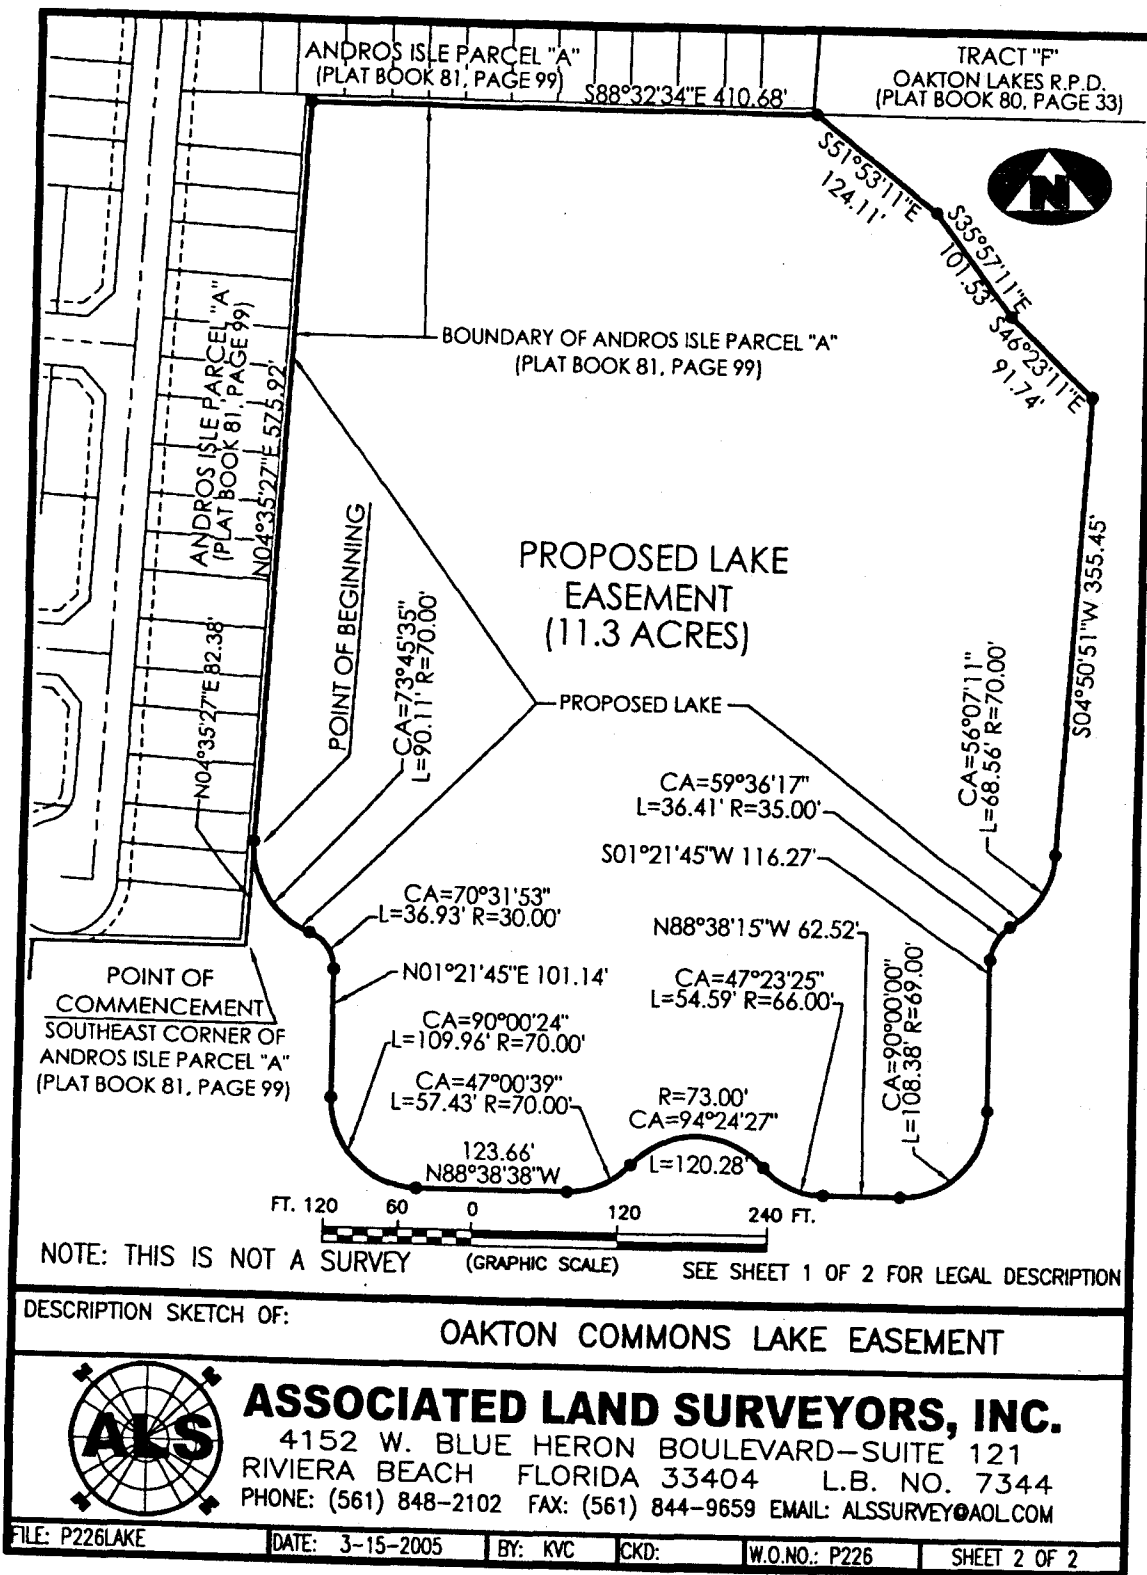 ANDROS ISLE PARCEL "A"
(PLAT BOOK 81, PAGE 99)
S88°32'34"E 410.68'
TRACT "F"
OAKTON LAKES R.P.D.
(PLAT BOOK 80, PAGE 33)
S51°53'11"E
124.11'
N
S35°57'11"E
101.53'
S46°23'11"E
91.74'
ANDROS ISLE PARCEL "A"
(PLAT BOOK 81, PAGE 99)
N04°35'27"E 575.92'
BOUNDARY OF ANDROS ISLE PARCEL "A"
(PLAT BOOK 81, PAGE 99)
POINT OF BEGINNING
PROPOSED LAKE
EASEMENT
(11.3 ACRES)
S04°50'51"W 355.45'
N04°35'27"E 82.38'
CA=73°45'35"
L=90.11' R=70.00'
PROPOSED LAKE
CA=56°07'11"
L=68.56' R=70.00'
CA=59°36'17"
L=36.41' R=35.00'
S01°21'45"W 116.27'
CA=70°31'53"
L=36.93' R=30.00'
N88°38'15"W 62.52'
N01°21'45"E 101.14'
CA=47°23'25"
L=54.59' R=66.00'
CA=90°00'00"
L=108.38' R=69.00'
POINT OF
COMMENCEMENT
SOUTHEAST CORNER OF
ANDROS ISLE PARCEL "A"
(PLAT BOOK 81, PAGE 99)
CA=90°00'24"
L=109.96' R=70.00'
CA=47°00'39"
L=57.43' R=70.00'
R=73.00'
CA=94°24'27"
L=120.28'
123.66'
N88°38'38"W
FT. 120 60 0 120 240 FT.
(GRAPHIC SCALE)
NOTE: THIS IS NOT A SURVEY
SEE SHEET 1 OF 2 FOR LEGAL DESCRIPTION
DESCRIPTION SKETCH OF:
OAKTON COMMONS LAKE EASEMENT
ALS
ASSOCIATED LAND SURVEYORS, INC.
4152 W. BLUE HERON BOULEVARD-SUITE 121
RIVIERA BEACH FLORIDA 33404 L.B. NO. 7344
PHONE: (561) 848-2102 FAX: (561) 844-9659 EMAIL: ALSSURVEY@AOL.COM
FILE: P226LAKE
DATE: 3-15-2005
BY: KVC
CKD:
W.O.NO.: P226
SHEET 2 OF 2